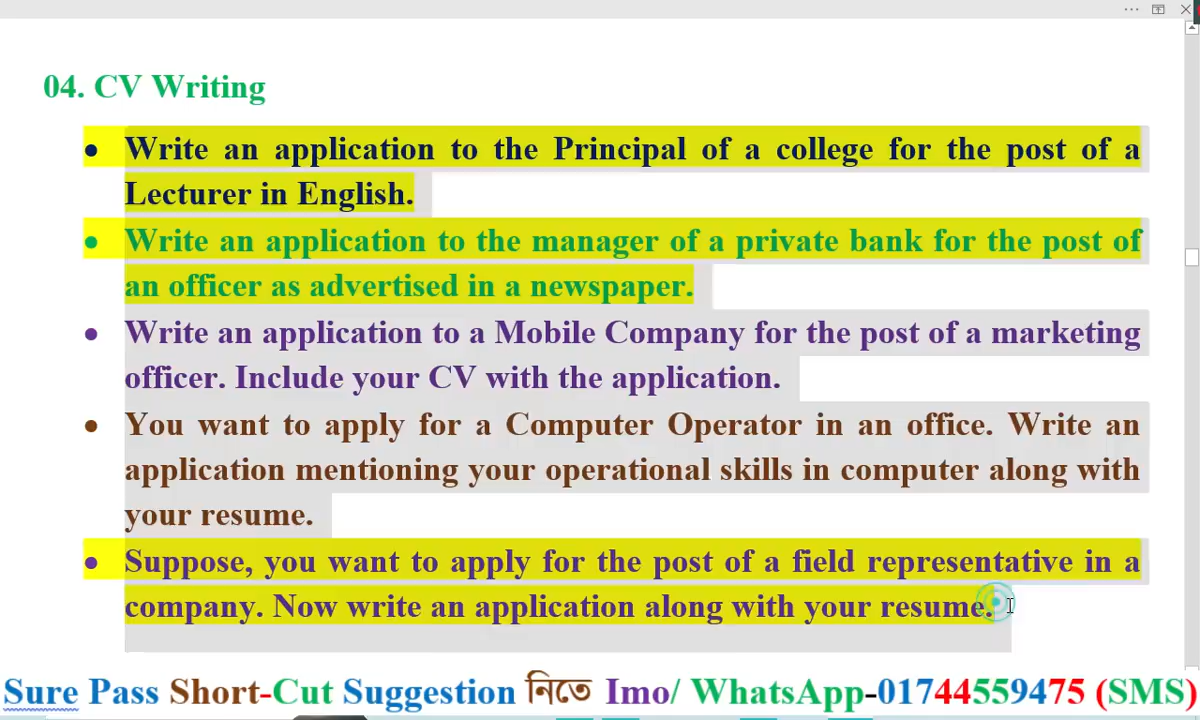 04. CV Writing
• Write an application to the Principal of a college for the post of a
Lecturer in English.
• Write an application to the manager of a private bank for the post of
an officer as advertised in a newspaper.
• Write an application to a Mobile Company for the post of a marketing
officer. Include your CV with the application.
• You want to apply for a Computer Operator in an office. Write an
application mentioning your operational skills in computer along with
your resume.
• Suppose, you want to apply for the post of a field representative in a
company. Now write an application along with your resume.
Sure Pass Short-Cut Suggestion নিতে Imo/ WhatsApp-01744559475 (SMS)